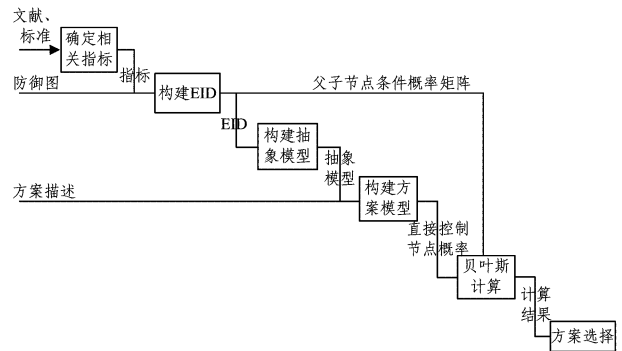 文献、
标准
确定相
关指标
指标
防御图
构建EID
父子节点条件概率矩阵
EID
构建抽
象模型
抽象
模型
方案描述
构建方
案模型
直接控制
节点概率
贝叶斯
计算
计算
结果
方案选择